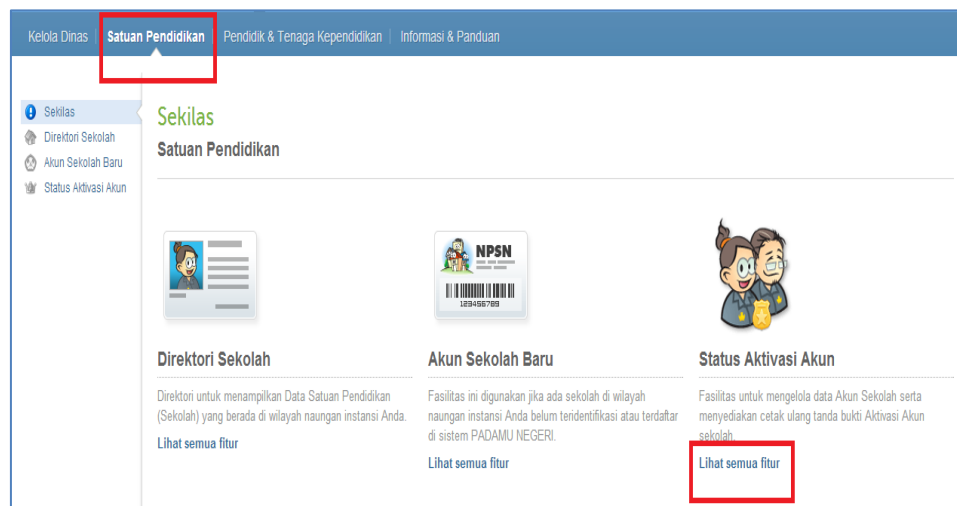 Kelola Dinas
Satuan Pendidikan
Pendidik & Tenaga Kependidikan
Informasi & Panduan
Sekilas
Direktori Sekolah
Akun Sekolah Baru
Status Aktivasi Akun
Sekilas
Satuan Pendidikan
NPSN
123456789
Direktori Sekolah
Direktori untuk menampilkan Data Satuan Pendidikan
(Sekolah) yang berada di wilayah naungan instansi Anda.
Lihat semua fitur
Akun Sekolah Baru
Fasilitas ini digunakan jika ada sekolah di wilayah
naungan instansi Anda belum teridentifikasi atau terdaftar
di sistem PADAMU NEGERI.
Lihat semua fitur
Status Aktivasi Akun
Fasilitas untuk mengelola data Akun Sekolah serta
menyediakan cetak ulang tanda bukti Aktivasi Akun
sekolah.
Lihat semua fitur